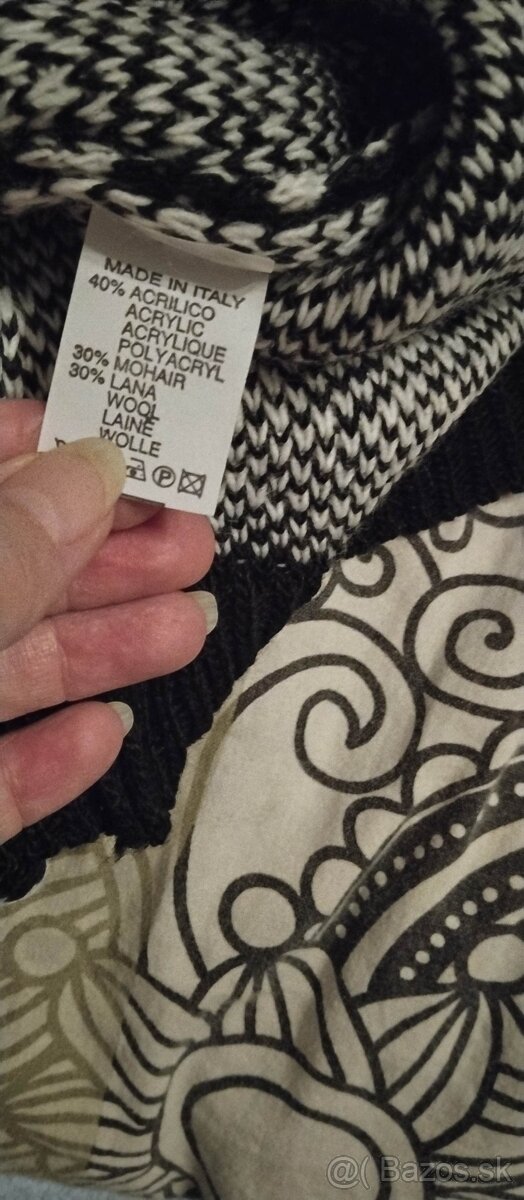 MADE IN ITALY
40% ACRILICO
ACRYLIC
ACRYLIQUE
POLYACRYL
30% MOHAIR
30% LANA
WOOL
LAINE
WOLLE
P
@( Bazos.sk